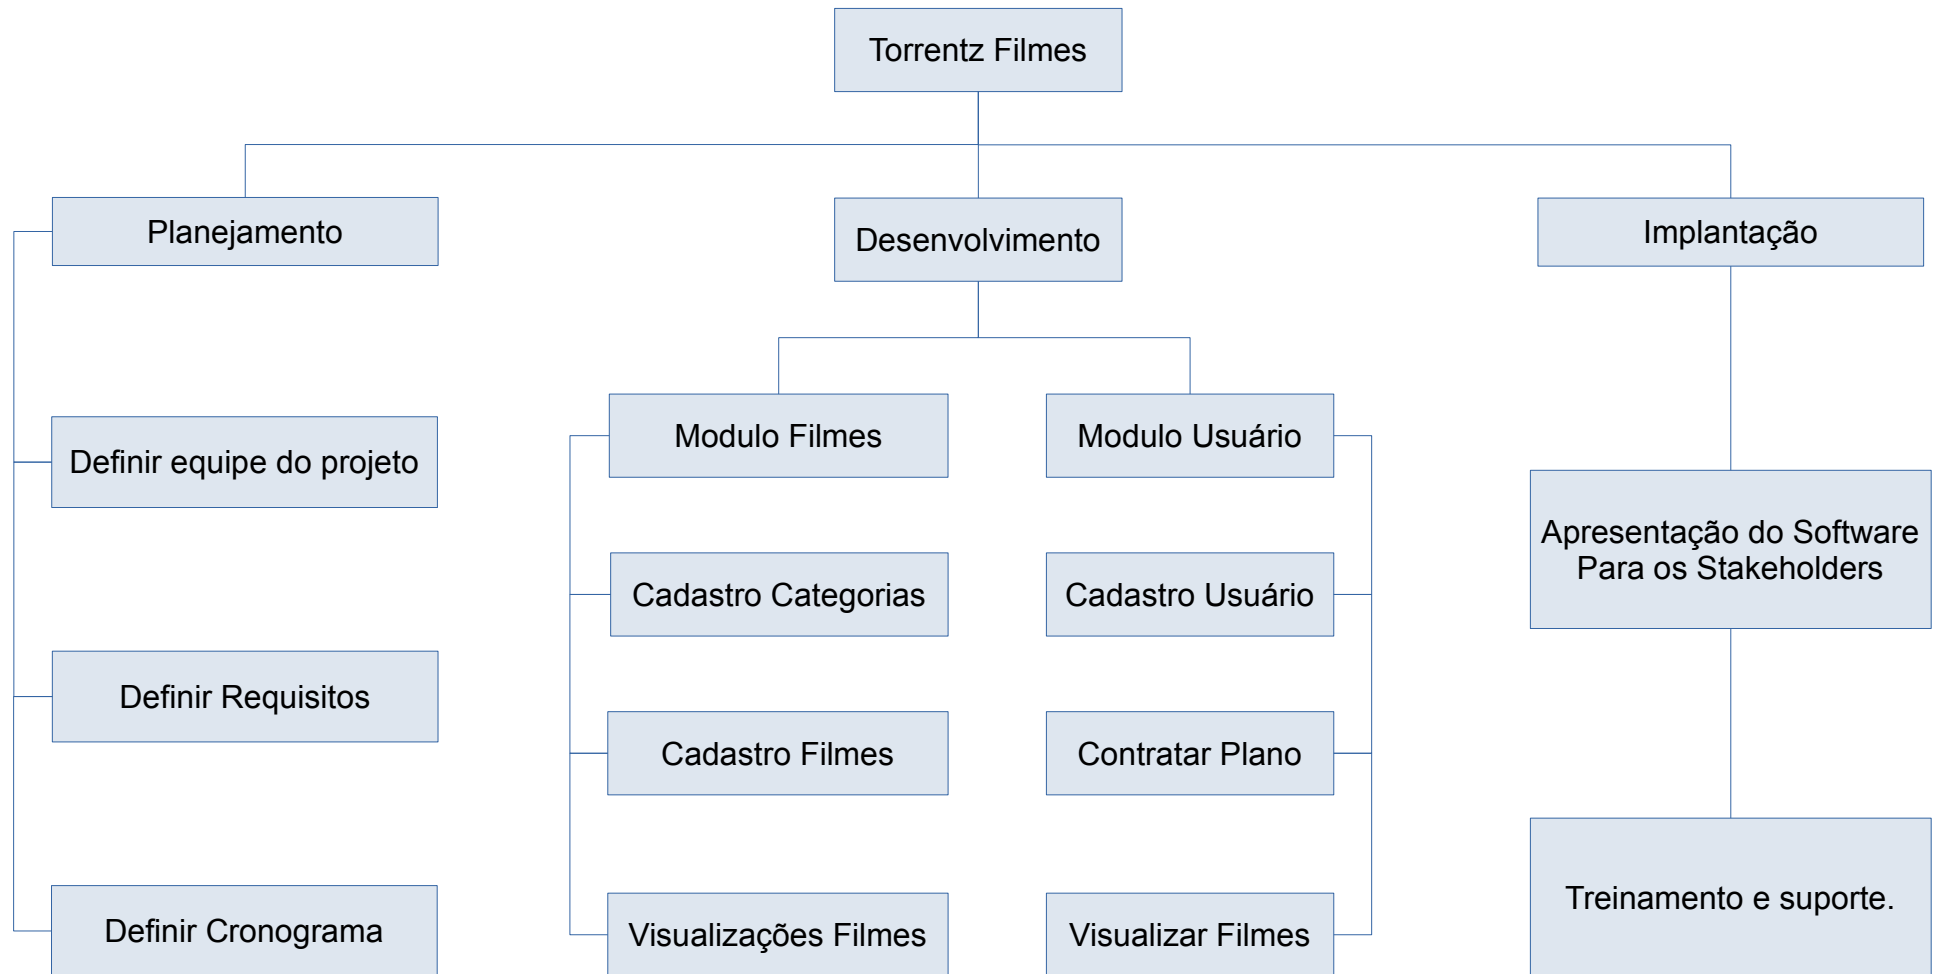 Torrentz Filmes
Planejamento
Desenvolvimento
Implantação
Definir equipe do projeto
Definir Requisitos
Definir Cronograma
Modulo Filmes
Cadastro Categorias
Cadastro Filmes
Visualizações Filmes
Modulo Usuário
Cadastro Usuário
Contratar Plano
Visualizar Filmes
Apresentação do Software
Para os Stakeholders
Treinamento e suporte.